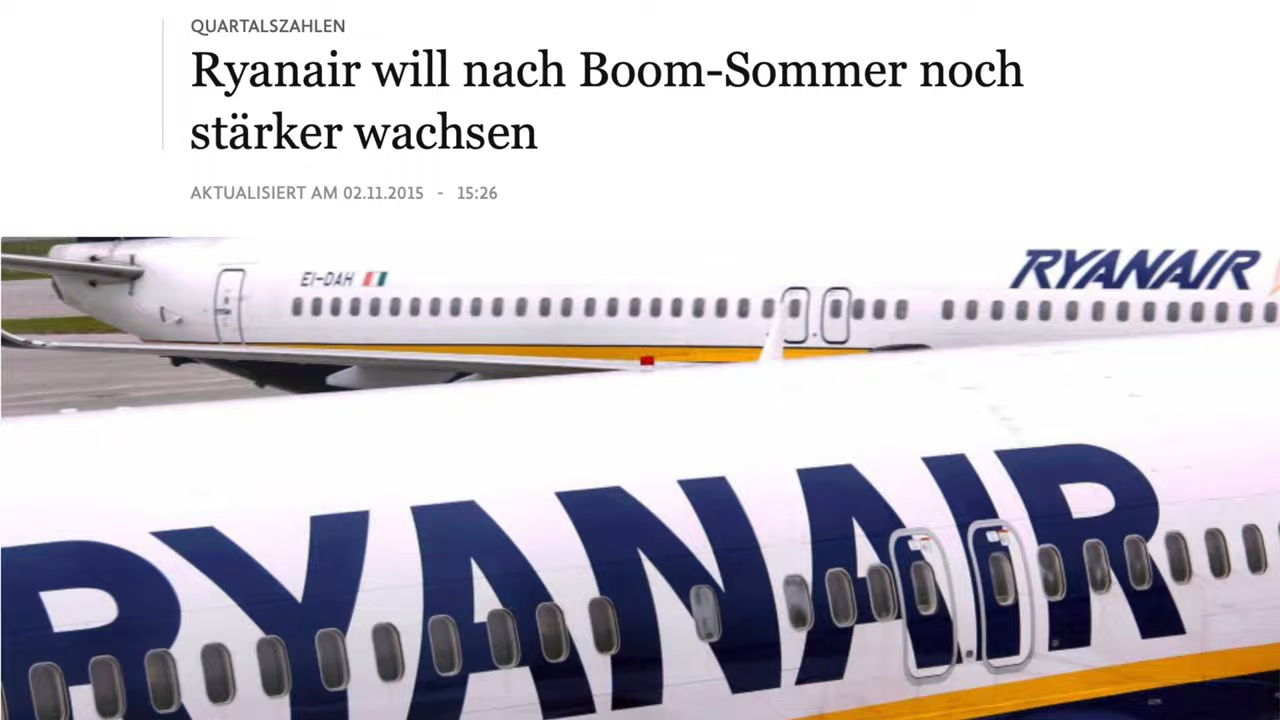 QUARTALSZAHLEN
Ryanair will nach Boom-Sommer noch
stärker wachsen
AKTUALISIERT AM 02.11.2015 - 15:26
EI-DAH
RYANAIR
RYANAIR